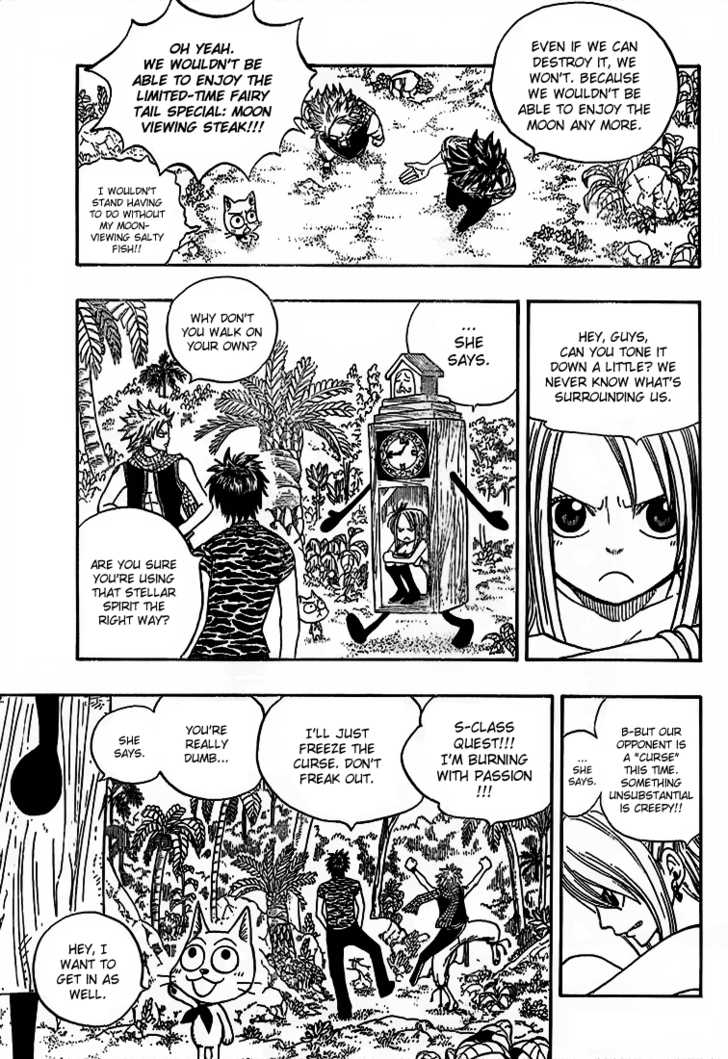 EVEN IF WE CAN
DESTROY IT, WE
WON'T. BECAUSE
WE WOULDN'T BE
ABLE TO ENJOY THE
MOON ANY MORE.
OH YEAH.
WE WOULDN'T BE
ABLE TO ENJOY THE
LIMITED-TIME FAIRY
TAIL SPECIAL: MOON
VIEWING STEAK!!!
I WOULDN'T
STAND HAVING
TO DO WITHOUT
MY MOON-
VIEWING SALTY
FISH!!
HEY, GUYS,
CAN YOU TONE IT
DOWN A LITTLE? WE
NEVER KNOW WHAT'S
SURROUNDING US.
...
SHE
SAYS.
WHY DON'T
YOU WALK ON
YOUR OWN?
ARE YOU SURE
YOU'RE USING
THAT STELLAR
SPIRIT THE
RIGHT WAY?
B-BUT OUR
OPPONENT IS
A "CURSE"
THIS TIME.
SOMETHING
UNSUBSTANTIAL
IS CREEPY!!
...
SHE
SAYS.
S-CLASS
QUEST!!!
I'M BURNING
WITH PASSION
!!!
I'LL JUST
FREEZE THE
CURSE. DON'T
FREAK OUT.
YOU'RE
REALLY
DUMB...
SHE
SAYS.
HEY, I
WANT TO
GET IN AS
WELL.